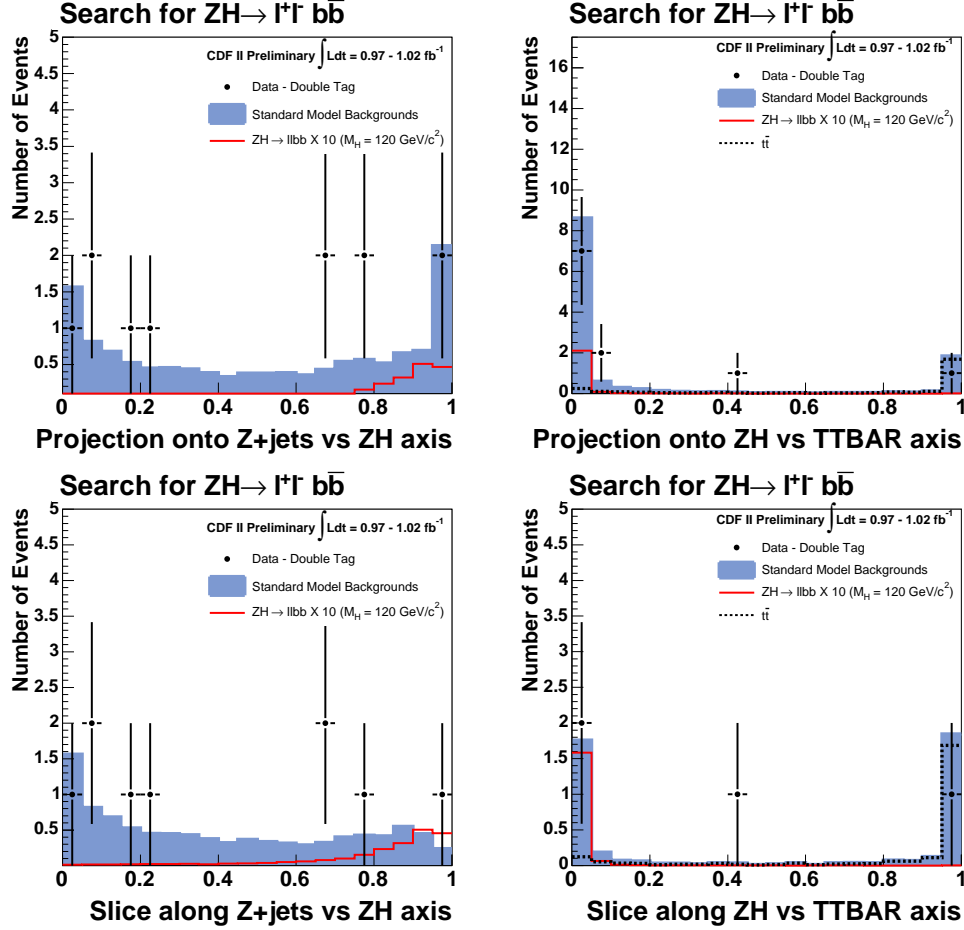 Search for ZH→ l⁺l⁻ bb̄
5
4.5
4
3.5
3
2.5
2
1.5
1
0.5
Number of Events
CDF II Preliminary ∫ Ldt = 0.97 - 1.02 fb⁻¹
Data - Double Tag
Standard Model Backgrounds
ZH → llbb X 10 (M_H = 120 GeV/c²)
0 0.2 0.4 0.6 0.8 1
Projection onto Z+jets vs ZH axis
Search for ZH→ l⁺l⁻ bb̄
16
14
12
10
8
6
4
2
0
Number of Events
CDF II Preliminary ∫ Ldt = 0.97 - 1.02 fb⁻¹
Data - Double Tag
Standard Model Backgrounds
ZH → llbb X 10 (M_H = 120 GeV/c²)
tt̄
0 0.2 0.4 0.6 0.8 1
Projection onto ZH vs TTBAR axis
Search for ZH→ l⁺l⁻ bb̄
5
4.5
4
3.5
3
2.5
2
1.5
1
0.5
0
Number of Events
CDF II Preliminary ∫ Ldt = 0.97 - 1.02 fb⁻¹
Data - Double Tag
Standard Model Backgrounds
ZH → llbb X 10 (M_H = 120 GeV/c²)
0 0.2 0.4 0.6 0.8 1
Slice along Z+jets vs ZH axis
Search for ZH→ l⁺l⁻ bb̄
5
4.5
4
3.5
3
2.5
2
1.5
1
0.5
0
Number of Events
CDF II Preliminary ∫ Ldt = 0.97 - 1.02 fb⁻¹
Data - Double Tag
Standard Model Backgrounds
ZH → llbb X 10 (M_H = 120 GeV/c²)
tt̄
0 0.2 0.4 0.6 0.8 1
Slice along ZH vs TTBAR axis